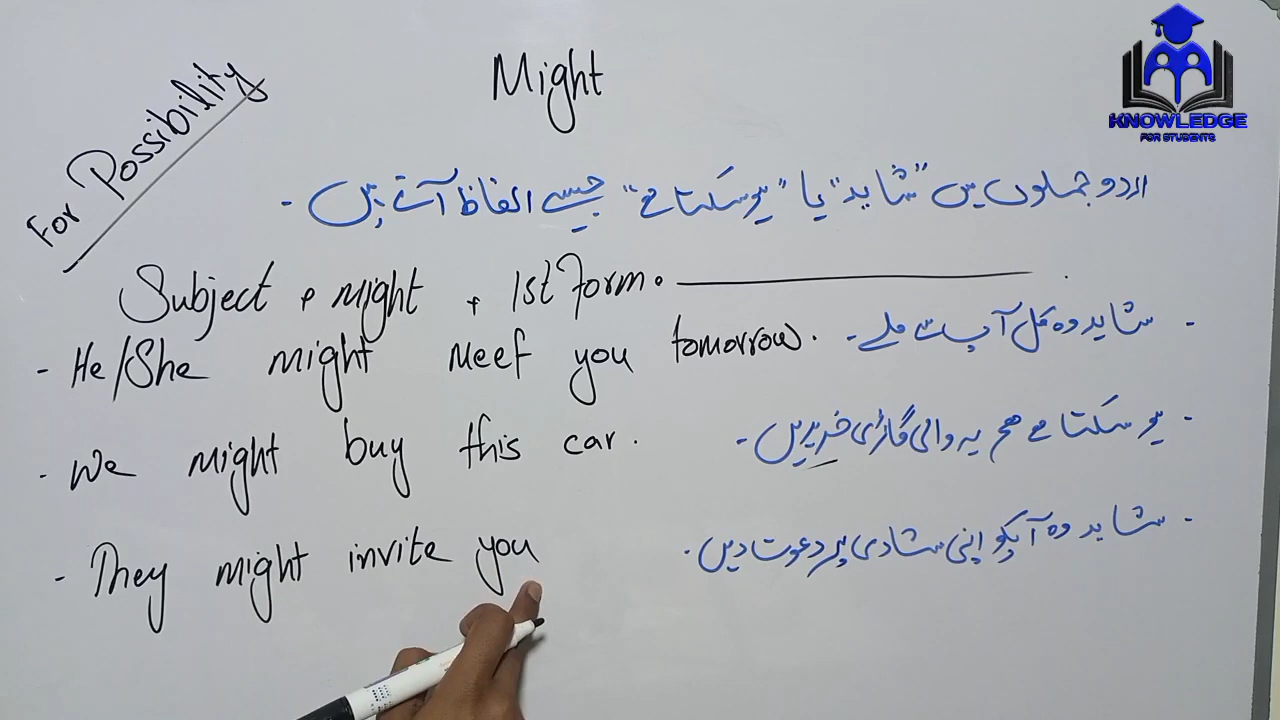 Might
For Possibility
KNOWLEDGE
FOR STUDENTS
اردو جملوں میں "شاید" یا "ہو سکتا ہے" جیسے الفاظ آتے ہیں ۔
Subject + might + 1st Form.
- He/She might meet you tomorrow. - شاید وہ کل آپ سے ملے ۔
- We might buy this car. - ہو سکتا ہے ہم یہ والی گاڑی خریدیں ۔
- They might invite you - شاید وہ آپکو اپنی شادی پر دعوت دیں ۔